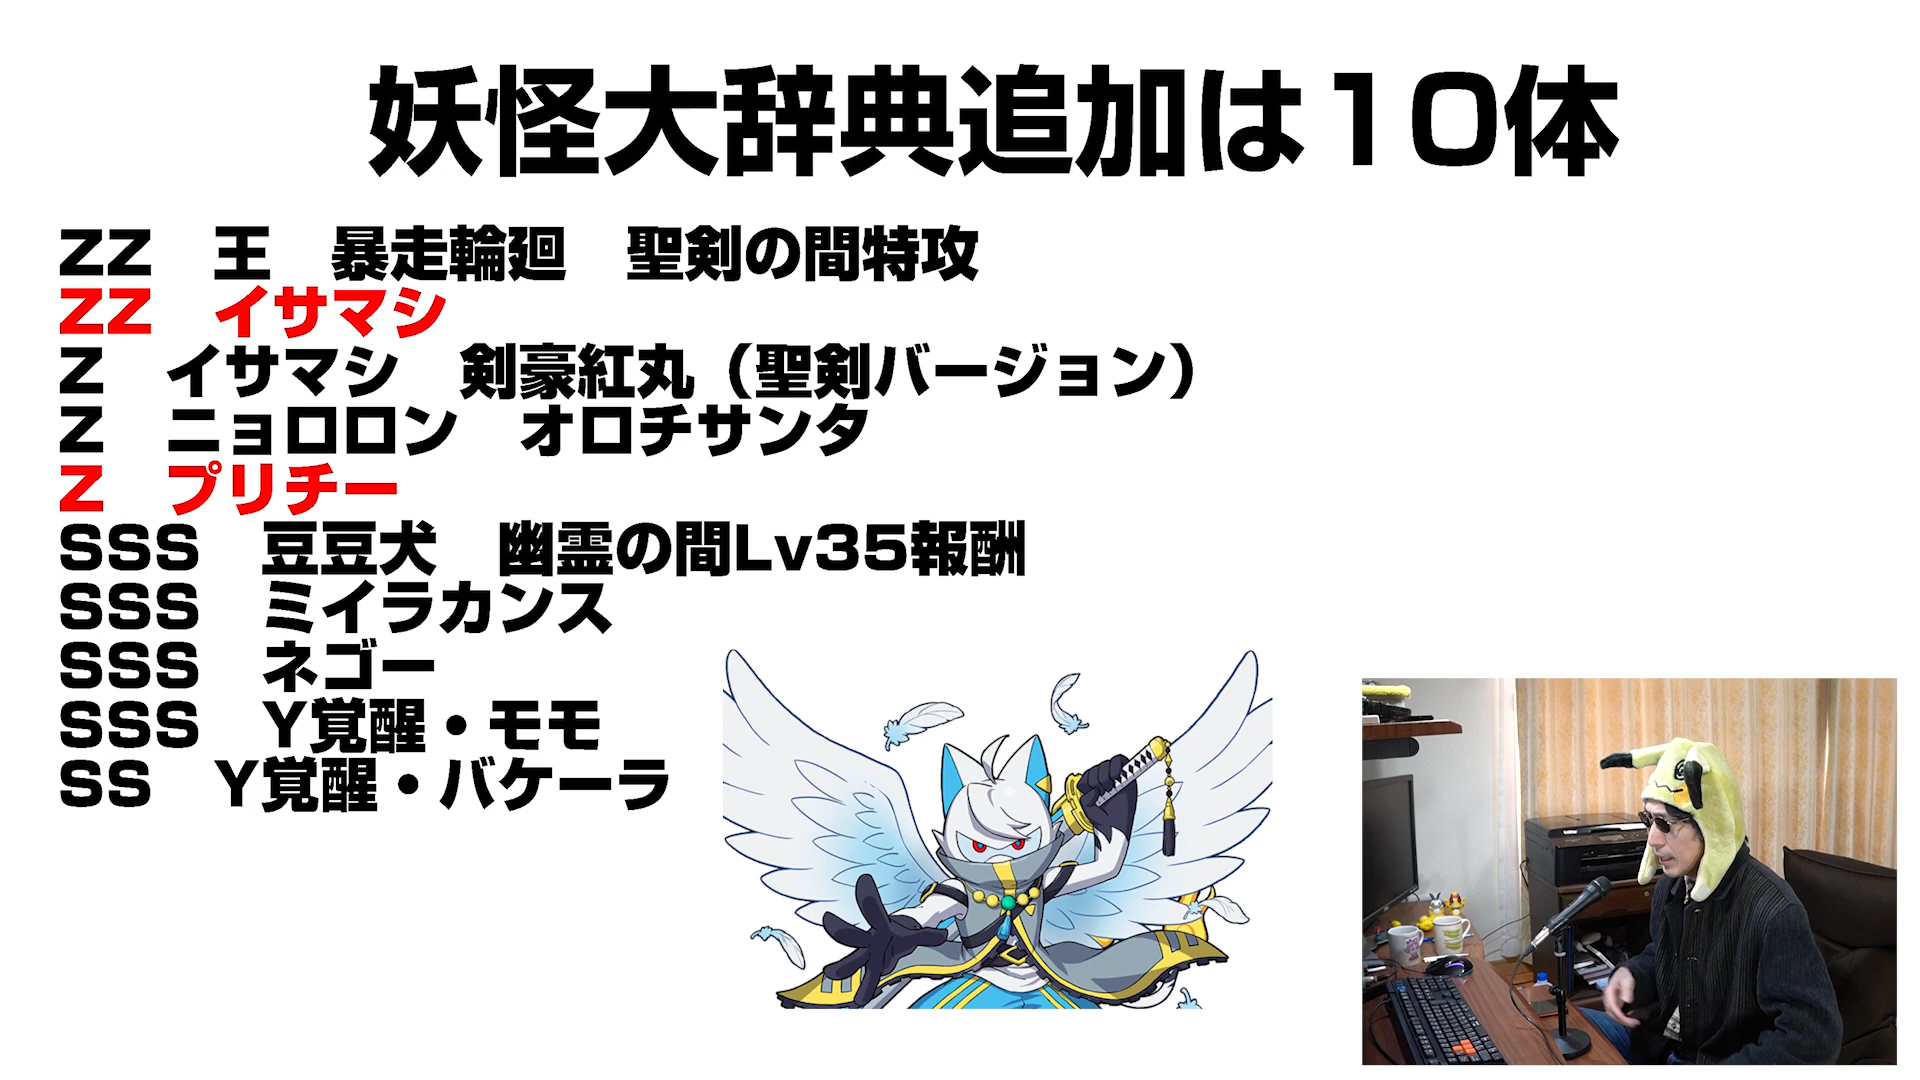 妖怪大辞典追加は10体
ZZ　王　暴走輪廻　聖剣の間特攻
ZZ　イサマシ
Z　イサマシ　剣豪紅丸（聖剣バージョン）
Z　ニョロロン　オロチサンタ
Z　プリチー
SSS　豆豆犬　幽霊の間Lv35報酬
SSS　ミイラカンス
SSS　ネゴー
SSS　Y覚醒・モモ
SS　Y覚醒・バケーラ